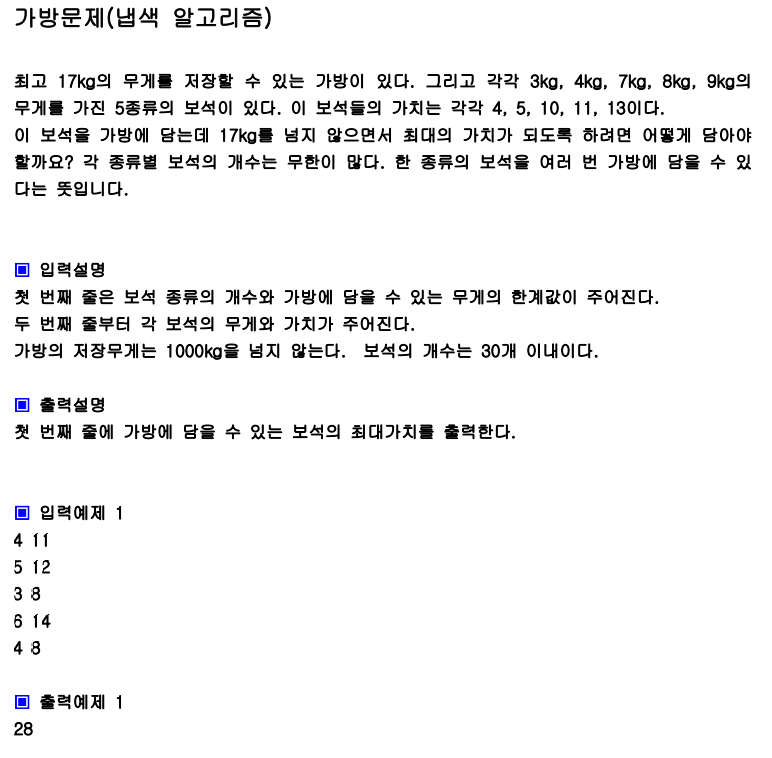 가방문제(냅색 알고리즘)
최고 17kg의 무게를 저장할 수 있는 가방이 있다. 그리고 각각 3kg, 4kg, 7kg, 8kg, 9kg의
무게를 가진 5종류의 보석이 있다. 이 보석들의 가치는 각각 4, 5, 10, 11, 13이다.
이 보석을 가방에 담는데 17kg를 넘지 않으면서 최대의 가치가 되도록 하려면 어떻게 담아야
할까요? 각 종류별 보석의 개수는 무한이 많다. 한 종류의 보석을 여러 번 가방에 담을 수 있
다는 뜻입니다.
▣ 입력설명
첫 번째 줄은 보석 종류의 개수와 가방에 담을 수 있는 무게의 한계값이 주어진다.
두 번째 줄부터 각 보석의 무게와 가치가 주어진다.
가방의 저장무게는 1000kg을 넘지 않는다. 보석의 개수는 30개 이내이다.
▣ 출력설명
첫 번째 줄에 가방에 담을 수 있는 보석의 최대가치를 출력한다.
▣ 입력예제 1
4 11
5 12
3 8
6 14
4 8
▣ 출력예제 1
28